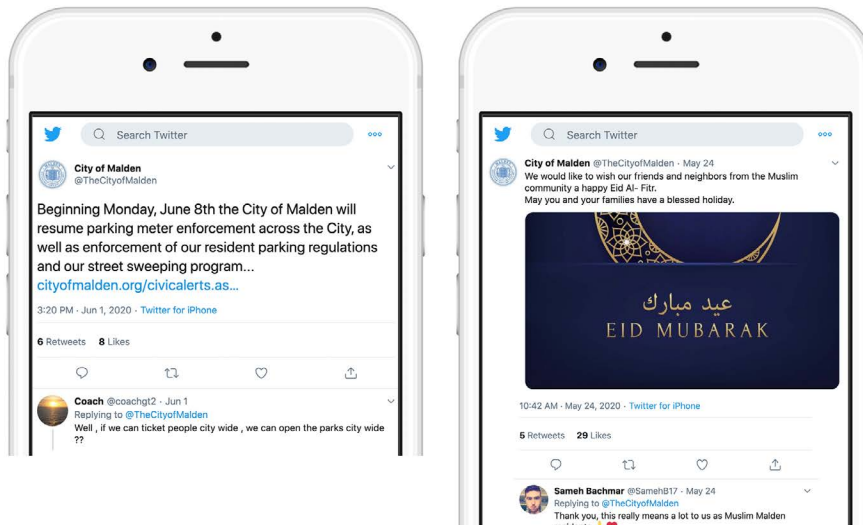 Search Twitter
City of Malden
@TheCityofMalden
Beginning Monday, June 8th the City of Malden will
resume parking meter enforcement across the City, as
well as enforcement of our resident parking regulations
and our street sweeping program...
cityofmalden.org/civicalerts.as...
3:20 PM · Jun 1, 2020 · Twitter for iPhone
6 Retweets 8 Likes
Coach @coachgt2 · Jun 1
Replying to @TheCityofMalden
Well , if we can ticket people city wide , we can open the parks city wide
??
Search Twitter
City of Malden @TheCityofMalden · May 24
We would like to wish our friends and neighbors from the Muslim
community a happy Eid Al- Fitr.
May you and your families have a blessed holiday.
عيد مبارك
EID MUBARAK
10:42 AM · May 24, 2020 · Twitter for iPhone
5 Retweets 29 Likes
Sameh Bachmar @SamehB17 · May 24
Replying to @TheCityofMalden
Thank you, this really means a lot to us as Muslim Malden